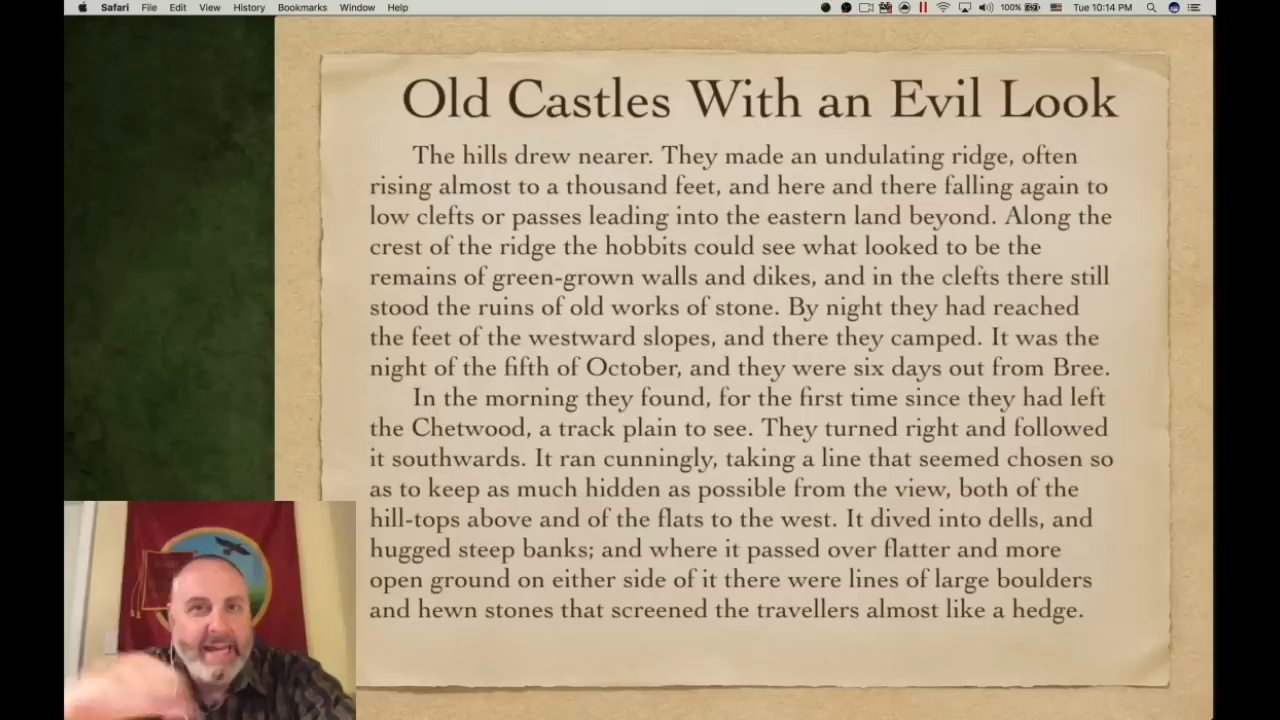 Safari File Edit View History Bookmarks Window Help 100% Tue 10:14 PM
Old Castles With an Evil Look
The hills drew nearer. They made an undulating ridge, often
rising almost to a thousand feet, and here and there falling again to
low clefts or passes leading into the eastern land beyond. Along the
crest of the ridge the hobbits could see what looked to be the
remains of green-grown walls and dikes, and in the clefts there still
stood the ruins of old works of stone. By night they had reached
the feet of the westward slopes, and there they camped. It was the
night of the fifth of October, and they were six days out from Bree.
In the morning they found, for the first time since they had left
the Chetwood, a track plain to see. They turned right and followed
it southwards. It ran cunningly, taking a line that seemed chosen so
as to keep as much hidden as possible from the view, both of the
hill-tops above and of the flats to the west. It dived into dells, and
hugged steep banks; and where it passed over flatter and more
open ground on either side of it there were lines of large boulders
and hewn stones that screened the travellers almost like a hedge.